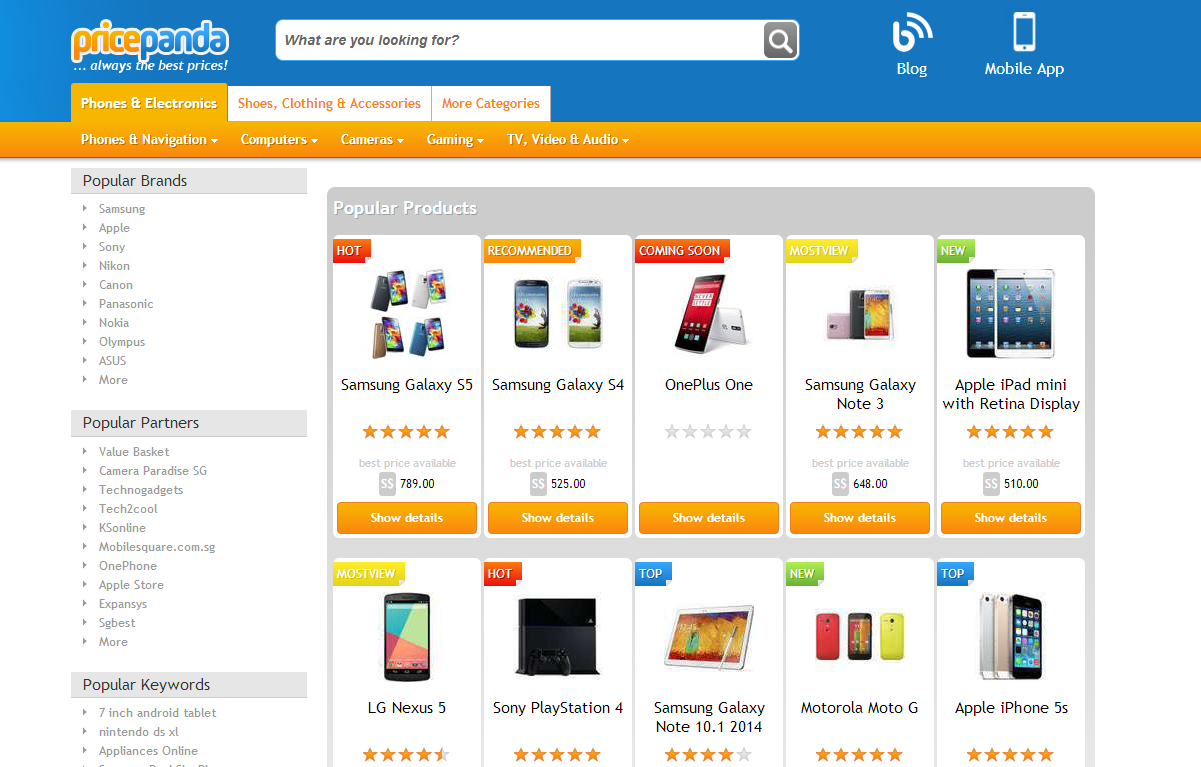 pricepanda
... always the best prices!
What are you looking for?
Blog
Mobile App
Phones & Electronics
Shoes, Clothing & Accessories
More Categories
Phones & Navigation
Computers
Cameras
Gaming
TV, Video & Audio
Popular Brands
Samsung
Apple
Sony
Nikon
Canon
Panasonic
Nokia
Olympus
ASUS
More
Popular Partners
Value Basket
Camera Paradise SG
Technogadgets
Tech2cool
KSonline
Mobilesquare.com.sg
OnePhone
Apple Store
Expansys
Sgbest
More
Popular Keywords
7 inch android tablet
nintendo ds xl
Appliances Online
Popular Products
HOT
Samsung Galaxy S5
best price available
S$ 789.00
Show details
RECOMMENDED
Samsung Galaxy S4
best price available
S$ 525.00
Show details
COMING SOON
NEVER
SETTLE
OnePlus One
Show details
MOSTVIEW
Samsung Galaxy
Note 3
best price available
S$ 648.00
Show details
NEW
Apple iPad mini
with Retina Display
best price available
S$ 510.00
Show details
MOSTVIEW
LG Nexus 5
HOT
Sony PlayStation 4
TOP
Samsung Galaxy
Note 10.1 2014
NEW
Motorola Moto G
TOP
Apple iPhone 5s